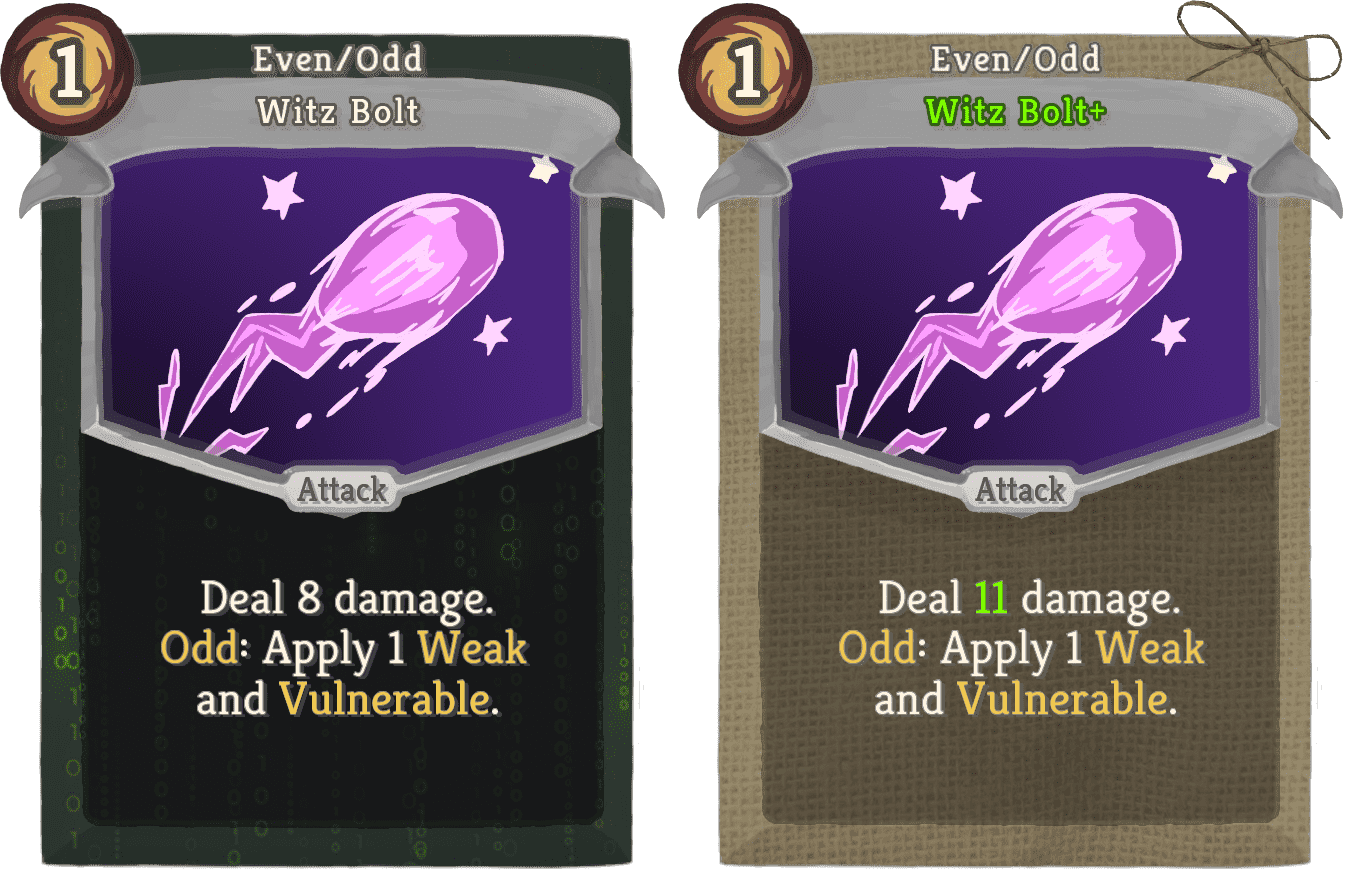 1
Even/Odd
Witz Bolt
Attack
Deal 8 damage.
Odd: Apply 1 Weak
and Vulnerable.
1
Even/Odd
Witz Bolt+
Attack
Deal 11 damage.
Odd: Apply 1 Weak
and Vulnerable.